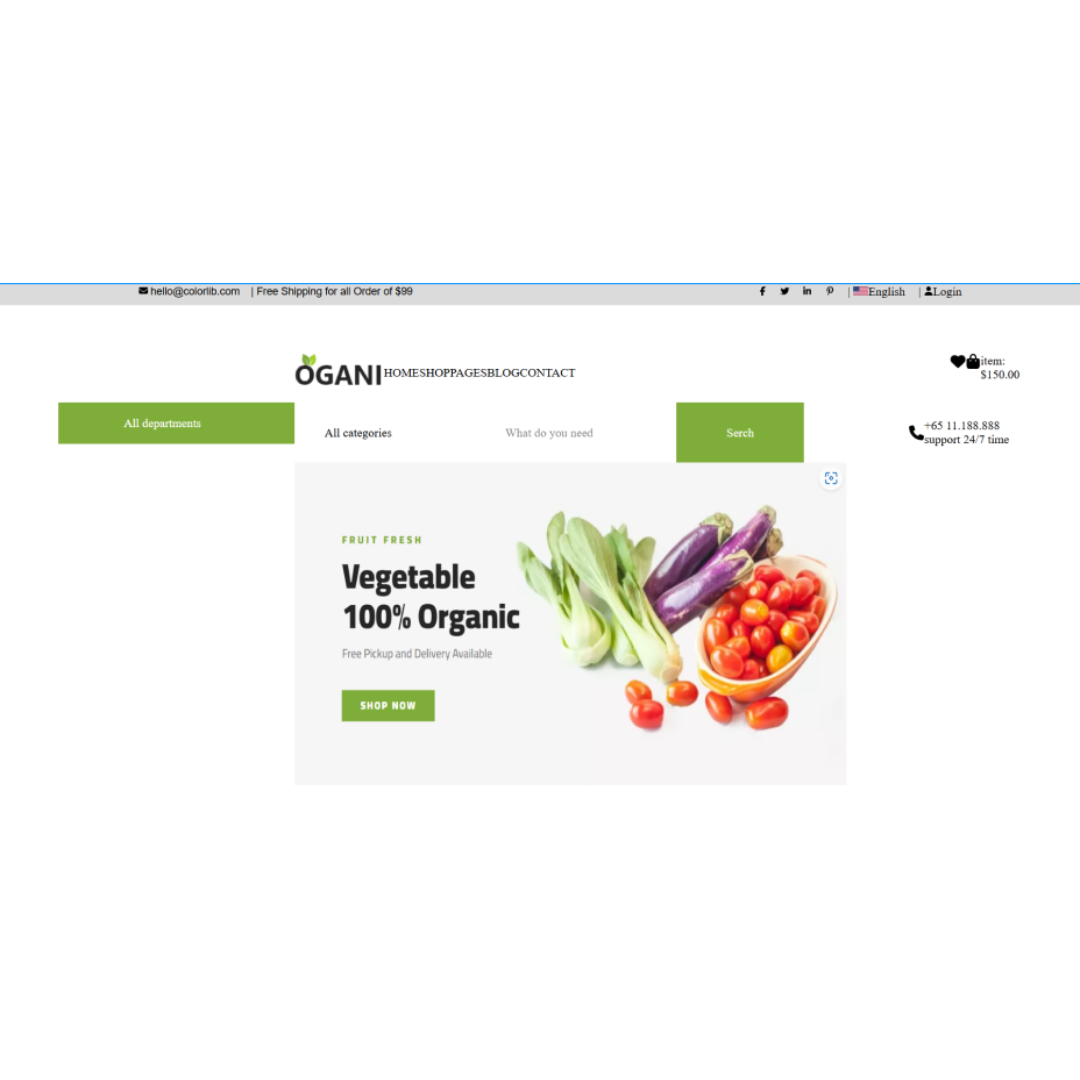 hello@colorlib.com | Free Shipping for all Order of $99 | English | Login
OGANI HOMESHOPPAGESBLOGCONTACT item:
$150.00
All departments
All categories What do you need Serch +65 11.188.888
support 24/7 time
FRUIT FRESH
Vegetable
100% Organic
Free Pickup and Delivery Available
SHOP NOW